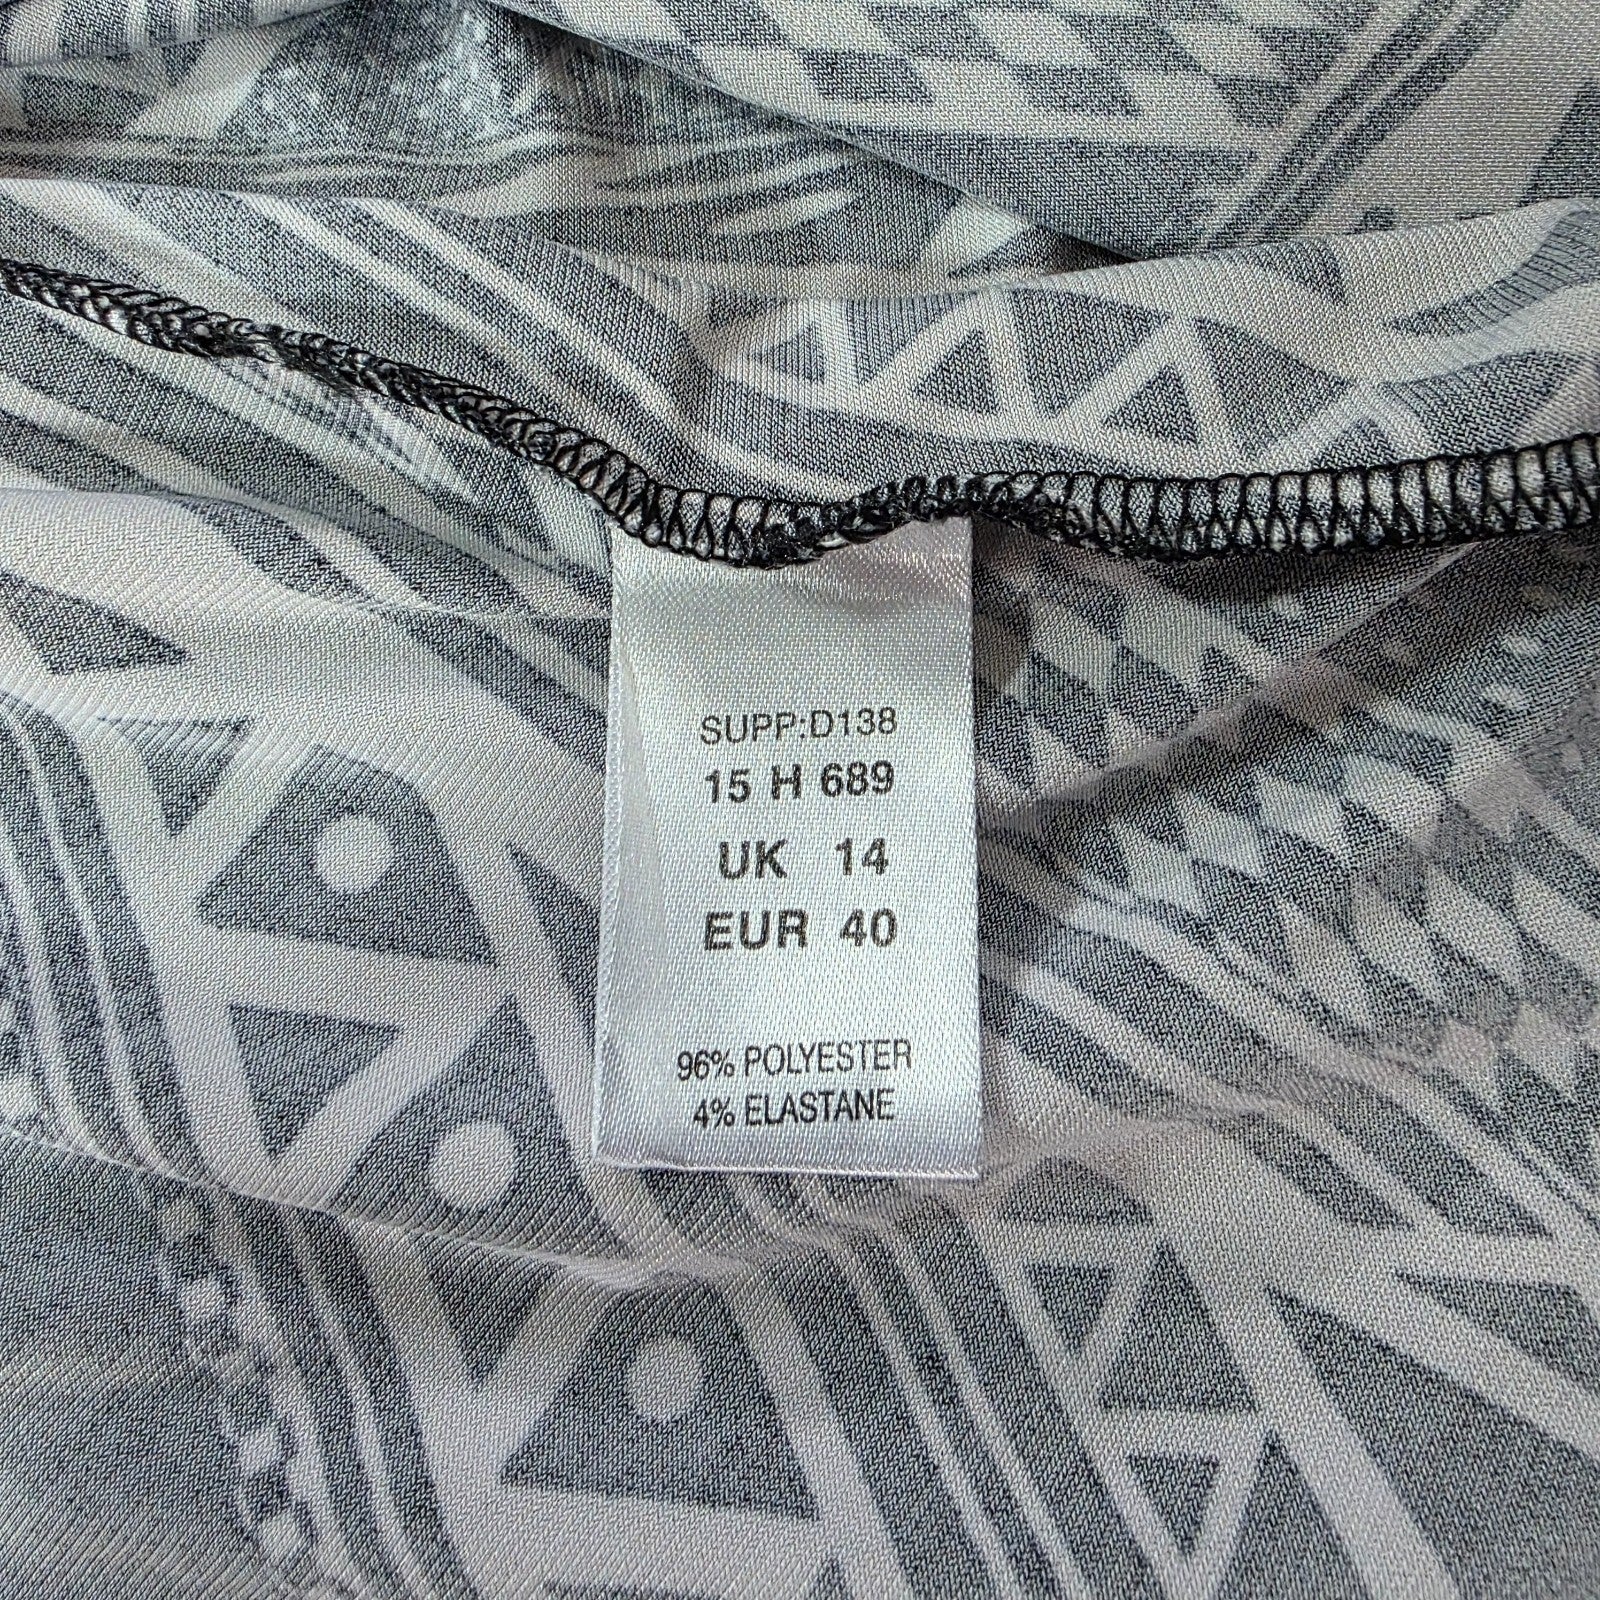 SUPP:D138
15 H 689
UK 14
EUR 40
96% POLYESTER
4% ELASTANE